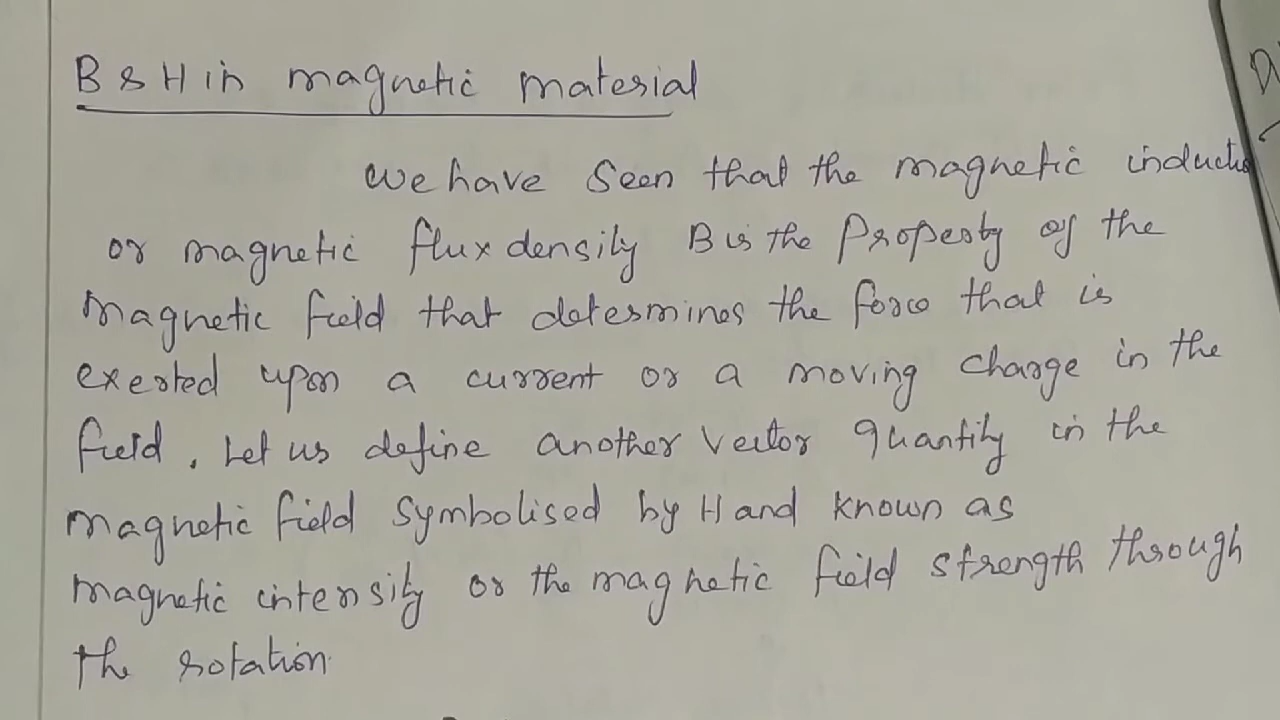 B & H in magnetic material
We have seen that the magnetic
or magnetic flux density B is the Property of the
magnetic field that determines the force that is
exerted upon a current or a moving charge in the
field. Let us define another vector quantity in the
magnetic field symbolised by H and known as
magnetic intensity or the magnetic field strength through
the rotation